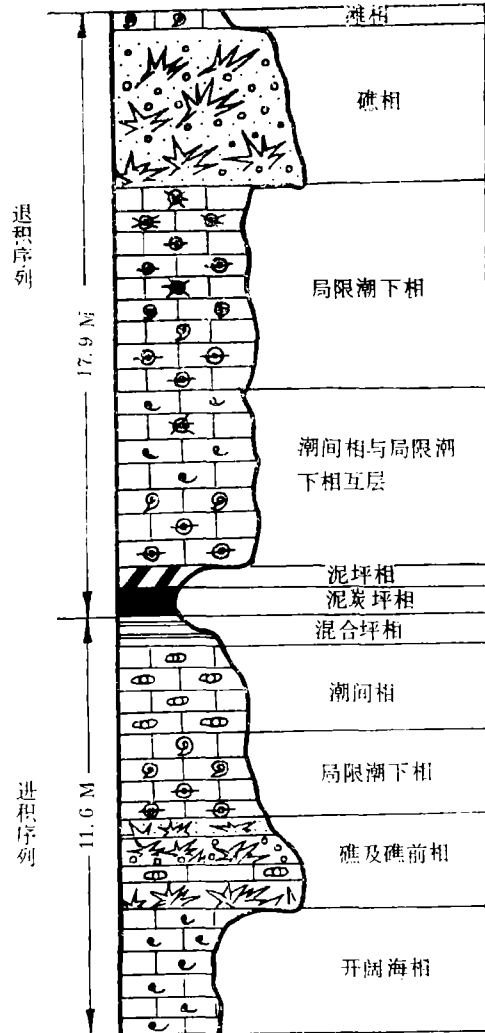 滩相
礁相
退积序列
17.9 M
局限潮下相
潮间相与局限潮
下相互层
泥坪相
泥炭坪相
混合坪相
潮间相
局限潮下相
进积序列
11.6 M
礁及礁前相
开阔海相